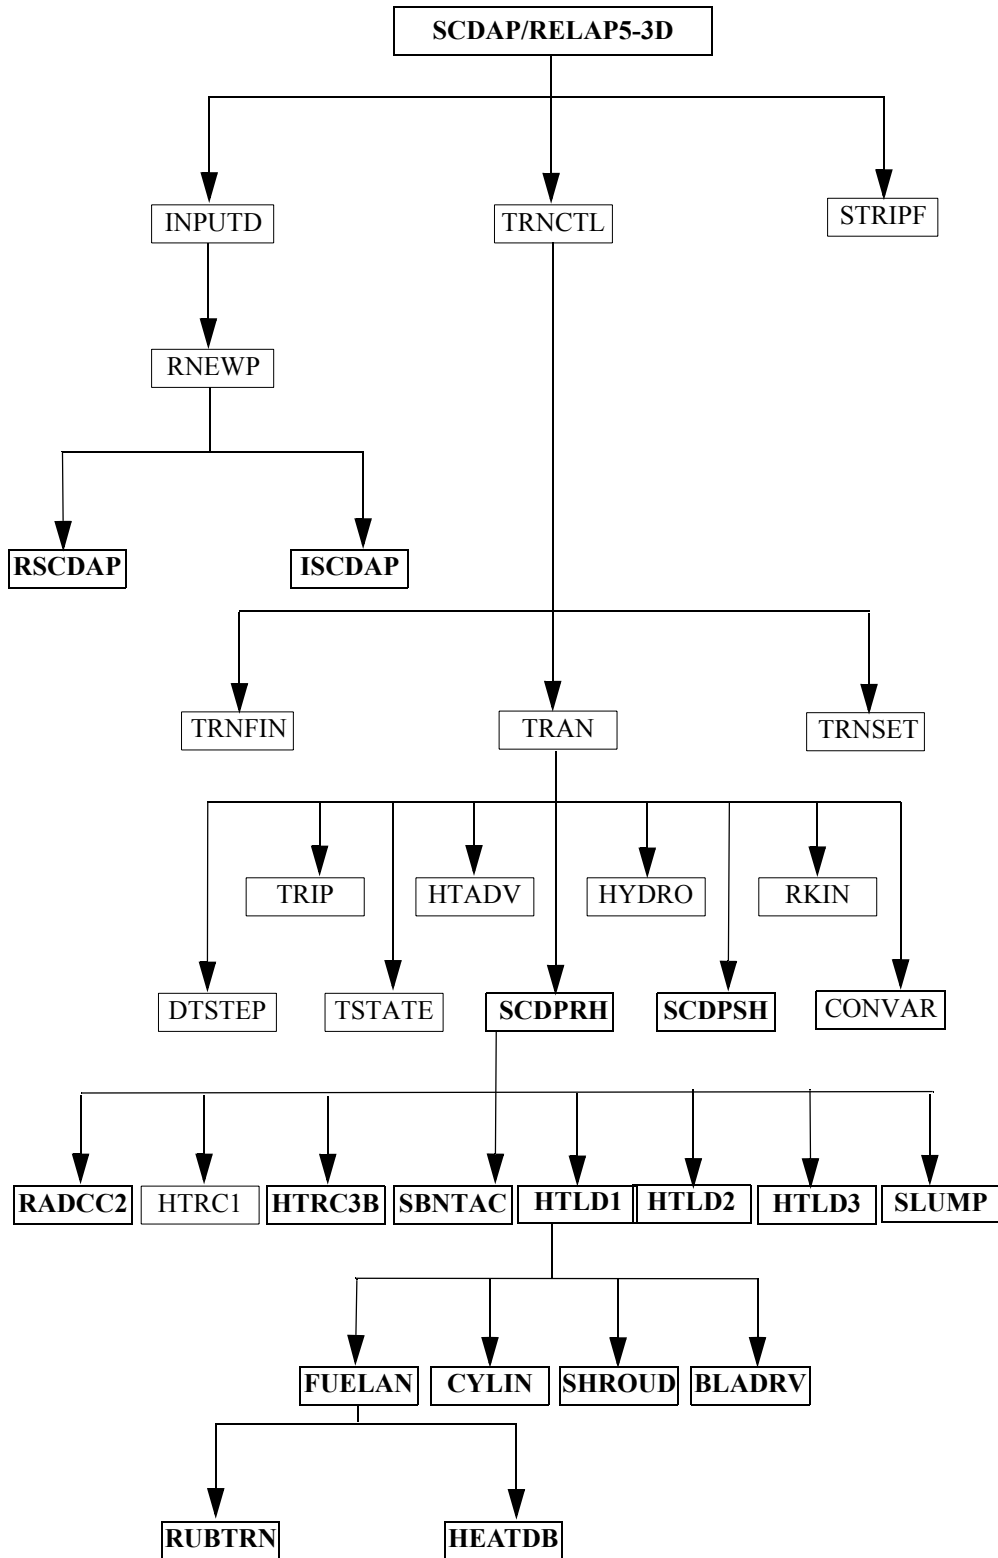 SCDAP/RELAP5-3D
INPUTD
TRNCTL
STRIPF
RNEWP
RSCDAP
ISCDAP
TRNFIN
TRAN
TRNSET
TRIP
HTADV
HYDRO
RKIN
DTSTEP
TSTATE
SCDPRH
SCDPSH
CONVAR
RADCC2
HTRC1
HTRC3B
SBNTAC
HTLD1
HTLD2
HTLD3
SLUMP
FUELAN
CYLIN
SHROUD
BLADRV
RUBTRN
HEATDB